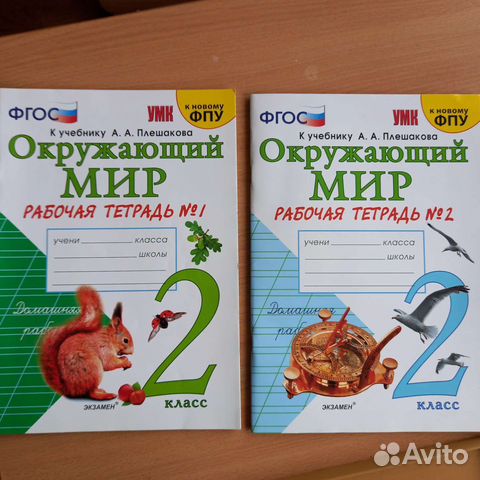 ФГОС
УМК
К НОВОМУ
ФПУ
К учебнику А. А. Плешакова
Окружающий
МИР
РАБОЧАЯ ТЕТРАДЬ №1
учени класса
школы
Домашняя
рабо
2
КЛАСС
ЭКЗАМЕН
ФГОС
УМК
К НОВОМУ
ФПУ
К учебнику А. А. Плешакова
Окружающий
МИР
РАБОЧАЯ ТЕТРАДЬ №2
учени класса
школы
Домашняя
2
КЛАСС
ЭКЗАМЕН
Avito